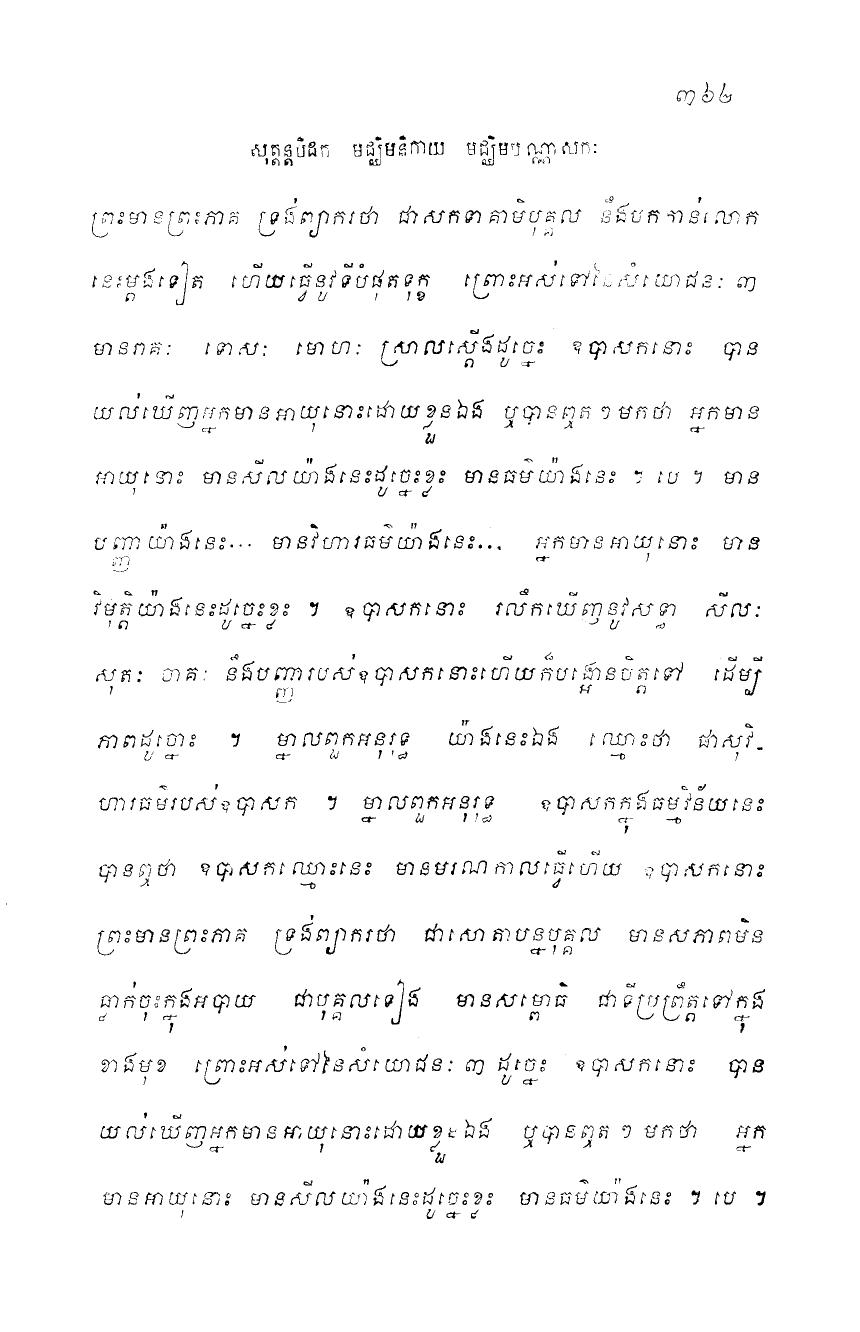 ៣៦៤
សុត្តន្តបិដក មជ្ឈិមនិកាយ មជ្ឈិមបណ្ណាសកៈ
ព្រះមានព្រះភាគ ទ្រង់ព្យាករថា ជាសកទាគាមិបុគ្គល នឹងបកកាន់លោក
នេះម្តងទៀត ហើយធ្វើនូវទីបំផុតទុក្ខ ព្រោះអស់ទៅនៃសំយោជនៈ ៣
មានរាគៈ ទោសៈ មោហៈ ស្រាលស្តើងដូច្នេះ ឧបាសកនោះ បាន
យល់ឃើញអ្នកមានអាយុនោះដោយខ្លួនឯង ឬបានឮត ៗ មកថា អ្នកមាន
អាយុនោះ មានសីលយ៉ាងនេះដូច្នេះខ្លះ មានធម៌យ៉ាងនេះ ។ បេ ។ មាន
បញ្ញាយ៉ាងនេះ... មានវិហារធម៌យ៉ាងនេះ... អ្នកមានអាយុនោះ មាន
វិមុត្តិយ៉ាងនេះដូច្នេះខ្លះ ។ ឧបាសកនោះ រលឹកឃើញនូវសទ្ធា សីលៈ
សុតៈ ចាគៈ នឹងបញ្ញារបស់ឧបាសកនោះហើយក៏បង្អោនចិត្តទៅ ដើម្បី
ភាពដូច្នោះ ។ ម្នាលពួកអនុរុទ្ធ យ៉ាងនេះឯង ឈ្មោះថា ផាសុវិ-
ហារធម៌របស់ឧបាសក ។ ម្នាលពួកអនុរុទ្ធ ឧបាសកក្នុងធម្មវិន័យនេះ
បានឮថា ឧបាសកឈ្មោះនេះ មានមរណកាលធ្វើហើយ ឧបាសកនោះ
ព្រះមានព្រះភាគ ទ្រង់ព្យាករថា ជាសោតាបន្នបុគ្គល មានសភាពមិន
ធ្លាក់ចុះក្នុងអបាយ ជាបុគ្គលទៀង មានសម្ពោធិ ជាទីប្រព្រឹត្តទៅក្នុង
ខាងមុខ ព្រោះអស់ទៅនៃសំយោជនៈ ៣ ដូច្នេះ ឧបាសកនោះ បាន
យល់ឃើញអ្នកមានអាយុនោះដោយខ្លួនឯង ឬបានឮត ៗ មកថា អ្នក
មានអាយុនោះ មានសីលយ៉ាងនេះដូច្នេះខ្លះ មានធម៌យ៉ាងនេះ ។ បេ ។